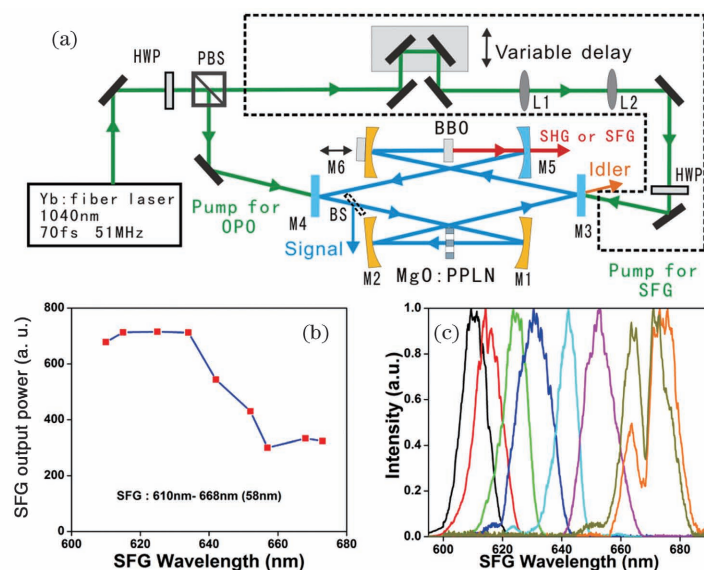 (a)
HWP
PBS
Variable delay
L1
L2
BBO
SHG or SFG
M6
M5
Idler
HWP
Yb:fiber laser
1040nm
70fs 51MHz
Pump for
OPO
M4
BS
M3
Signal
M2
M1
MgO:PPLN
Pump for
SFG
(b)
SFG output power (a. u.)
800
600
400
200
0
SFG : 610nm- 668nm (58nm)
600
620
640
660
680
SFG Wavelength (nm)
(c)
Intensity (a.u.)
1.0
0.8
0.6
0.4
0.2
0.0
600
620
640
660
680
SFG Wavelength (nm)